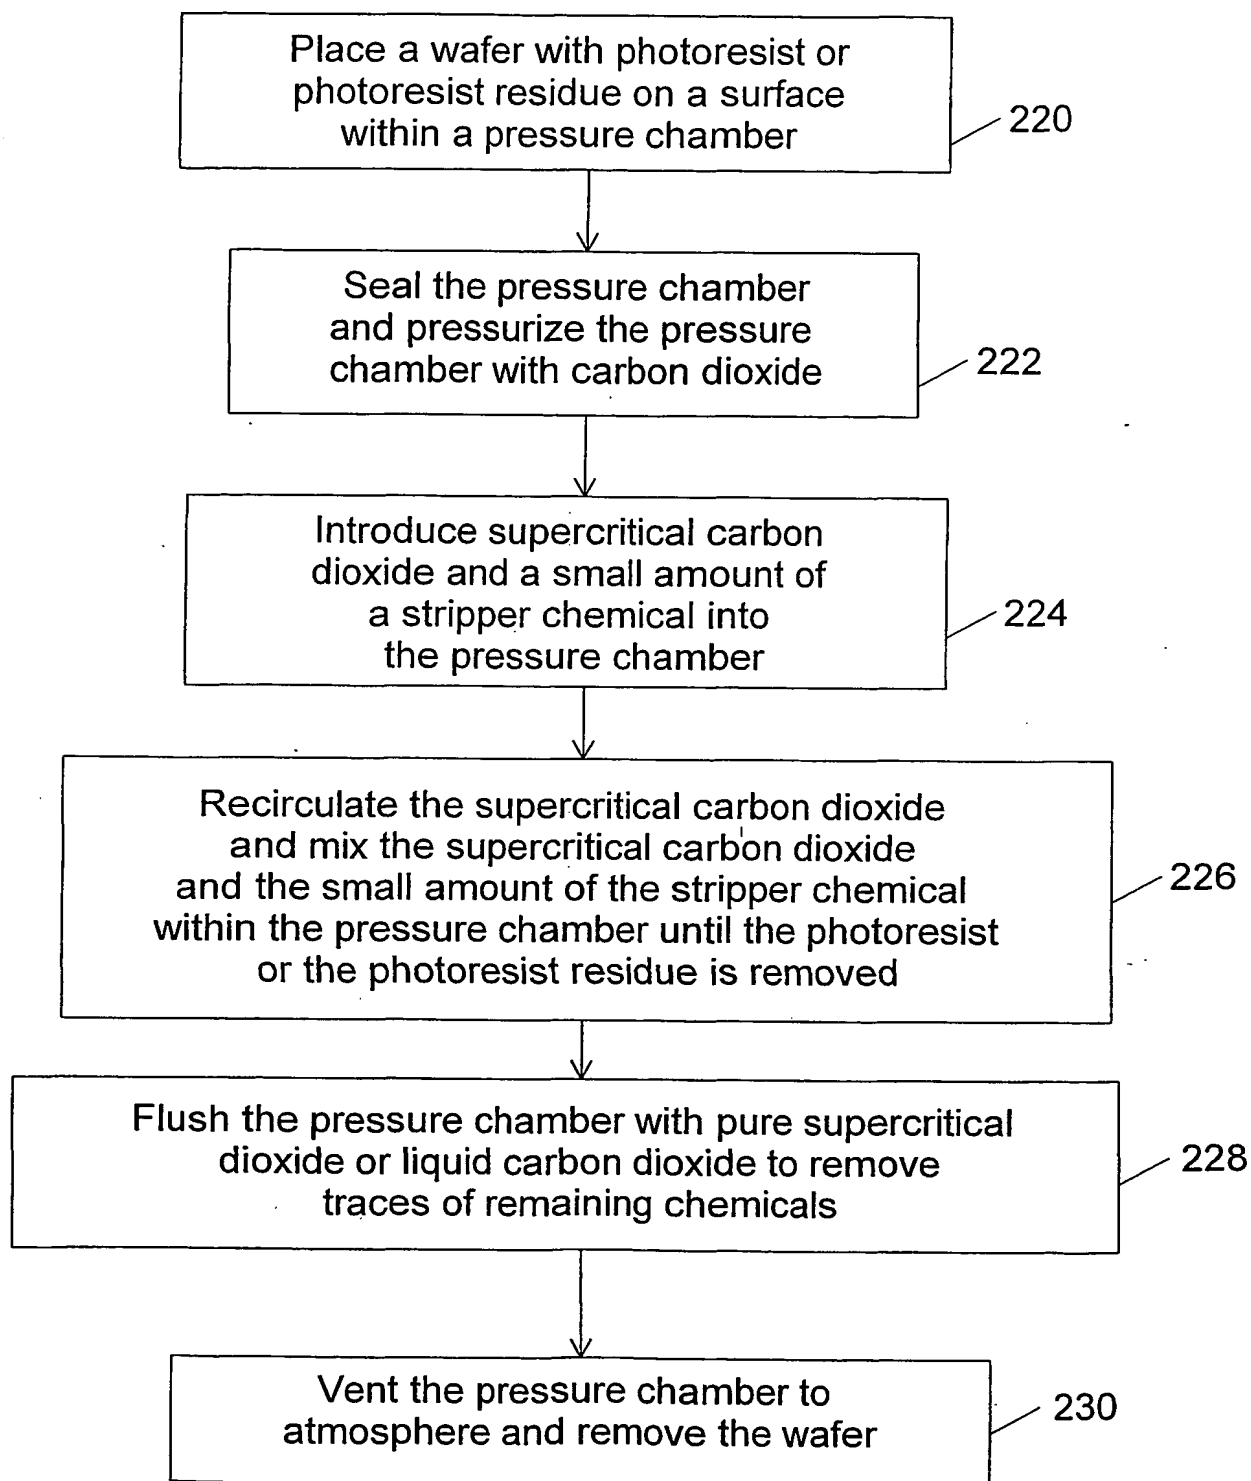 Place a wafer with photoresist or
photoresist residue on a surface
within a pressure chamber
220
Seal the pressure chamber
and pressurize the pressure
chamber with carbon dioxide
222
Introduce supercritical carbon
dioxide and a small amount of
a stripper chemical into
the pressure chamber
224
Recirculate the supercritical carbon dioxide
and mix the supercritical carbon dioxide
and the small amount of the stripper chemical
within the pressure chamber until the photoresist
or the photoresist residue is removed
226
Flush the pressure chamber with pure supercritical
dioxide or liquid carbon dioxide to remove
traces of remaining chemicals
228
Vent the pressure chamber to
atmosphere and remove the wafer
230